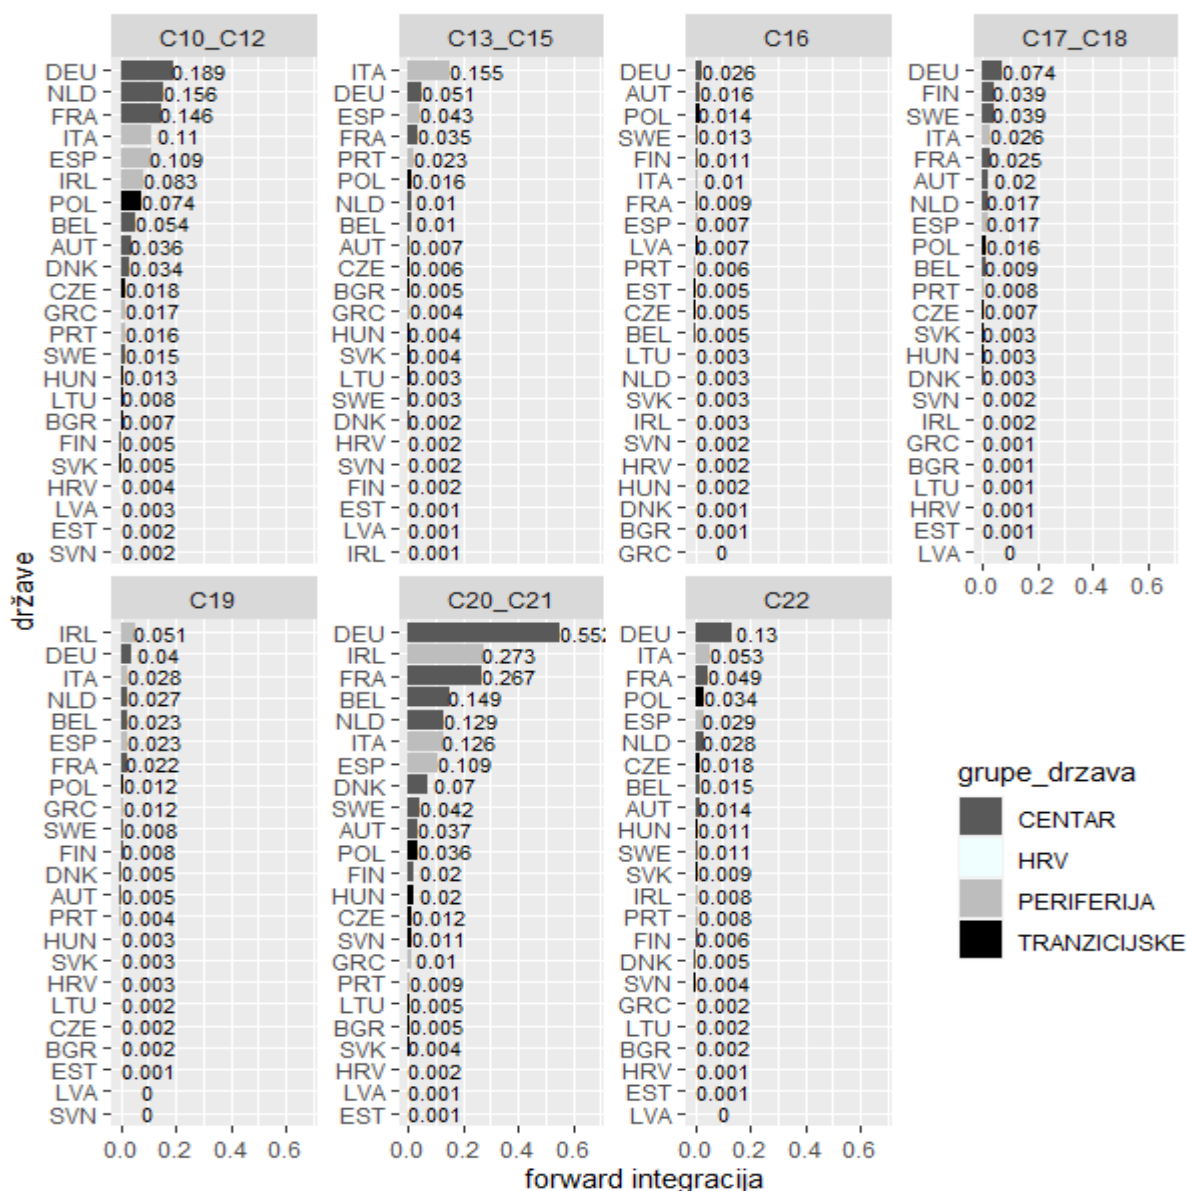 C10_C12
DEU 0.189
NLD 0.156
FRA 0.146
ITA 0.11
ESP 0.109
IRL 0.083
POL 0.074
BEL 0.054
AUT 0.036
DNK 0.034
CZE 0.018
GRC 0.017
PRT 0.016
SWE 0.015
HUN 0.013
LTU 0.008
BGR 0.007
FIN 0.005
SVK 0.005
HRV 0.004
LVA 0.003
EST 0.002
SVN 0.002
C13_C15
ITA 0.155
DEU 0.051
ESP 0.043
FRA 0.035
PRT 0.023
POL 0.016
NLD 0.01
BEL 0.01
AUT 0.007
CZE 0.006
BGR 0.005
GRC 0.004
HUN 0.004
SVK 0.004
LTU 0.003
SWE 0.003
DNK 0.002
HRV 0.002
SVN 0.002
FIN 0.002
EST 0.001
LVA 0.001
IRL 0.001
C16
DEU 0.026
AUT 0.016
POL 0.014
SWE 0.013
FIN 0.011
ITA 0.01
FRA 0.009
ESP 0.007
LVA 0.007
PRT 0.006
EST 0.005
CZE 0.005
BEL 0.005
LTU 0.003
NLD 0.003
SVK 0.003
IRL 0.003
SVN 0.002
HRV 0.002
HUN 0.002
DNK 0.001
BGR 0.001
GRC 0
C17_C18
DEU 0.074
FIN 0.039
SWE 0.039
ITA 0.026
FRA 0.025
AUT 0.02
NLD 0.017
ESP 0.017
POL 0.016
BEL 0.009
PRT 0.008
CZE 0.007
SVK 0.003
HUN 0.003
DNK 0.003
SVN 0.002
IRL 0.002
GRC 0.001
BGR 0.001
LTU 0.001
HRV 0.001
EST 0.001
LVA 0
0.0 0.2 0.4 0.6
države
C19
IRL 0.051
DEU 0.04
ITA 0.028
NLD 0.027
BEL 0.023
ESP 0.023
FRA 0.022
POL 0.012
GRC 0.012
SWE 0.008
FIN 0.008
DNK 0.005
AUT 0.005
PRT 0.004
HUN 0.003
SVK 0.003
HRV 0.003
LTU 0.002
CZE 0.002
BGR 0.002
EST 0.001
LVA 0
SVN 0
0.0 0.2 0.4 0.6
C20_C21
DEU 0.552
IRL 0.273
FRA 0.267
BEL 0.149
NLD 0.129
ITA 0.126
ESP 0.109
DNK 0.07
SWE 0.042
AUT 0.037
POL 0.036
FIN 0.02
HUN 0.02
CZE 0.012
SVN 0.011
GRC 0.01
PRT 0.009
LTU 0.005
BGR 0.005
SVK 0.004
HRV 0.002
LVA 0.001
EST 0.001
0.0 0.2 0.4 0.6
C22
DEU 0.13
ITA 0.053
FRA 0.049
POL 0.034
ESP 0.029
NLD 0.028
CZE 0.018
BEL 0.015
AUT 0.014
HUN 0.011
SWE 0.011
SVK 0.009
IRL 0.008
PRT 0.008
FIN 0.006
DNK 0.005
SVN 0.004
GRC 0.002
LTU 0.002
BGR 0.002
HRV 0.001
EST 0.001
LVA 0
0.0 0.2 0.4 0.6
forward integracija
grupe_drzava
CENTAR
HRV
PERIFERIJA
TRANZICIJSKE